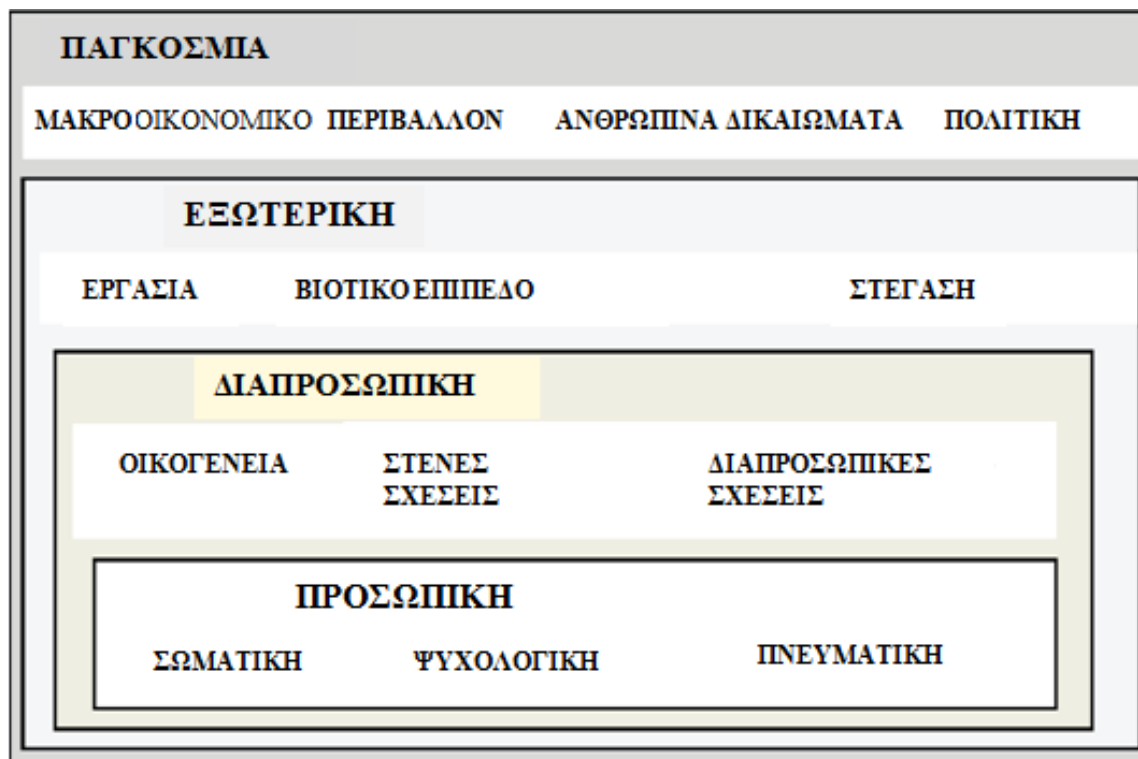 ΠΑΓΚΟΣΜΙΑ
ΜΑΚΡΟΟΙΚΟΝΟΜΙΚΟ ΠΕΡΙΒΑΛΛΟΝ ΑΝΘΡΩΠΙΝΑ ΔΙΚΑΙΩΜΑΤΑ ΠΟΛΙΤΙΚΗ
ΕΞΩΤΕΡΙΚΗ
ΕΡΓΑΣΙΑ ΒΙΟΤΙΚΟ ΕΠΙΠΕΔΟ ΣΤΕΓΑΣΗ
ΔΙΑΠΡΟΣΩΠΙΚΗ
ΟΙΚΟΓΕΝΕΙΑ ΣΤΕΝΕΣ ΔΙΑΠΡΟΣΩΠΙΚΕΣ
ΣΧΕΣΕΙΣ ΣΧΕΣΕΙΣ
ΠΡΟΣΩΠΙΚΗ
ΣΩΜΑΤΙΚΗ ΨΥΧΟΛΟΓΙΚΗ ΠΝΕΥΜΑΤΙΚΗ